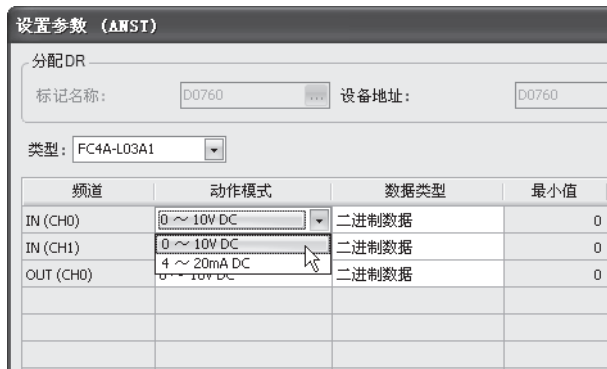 设置参数 (ANST)
分配DR
标记名称: D0760 ... 设备地址: D0760
类型: FC4A-L03A1
频道 动作模式 数据类型 最小值
IN (CH0) 0 ～ 10V DC 二进制数据 0
IN (CH1) 0 ～ 10V DC 二进制数据 0
4 ～ 20mA DC
OUT (CH0) 0 ～ 10V DC 二进制数据 0